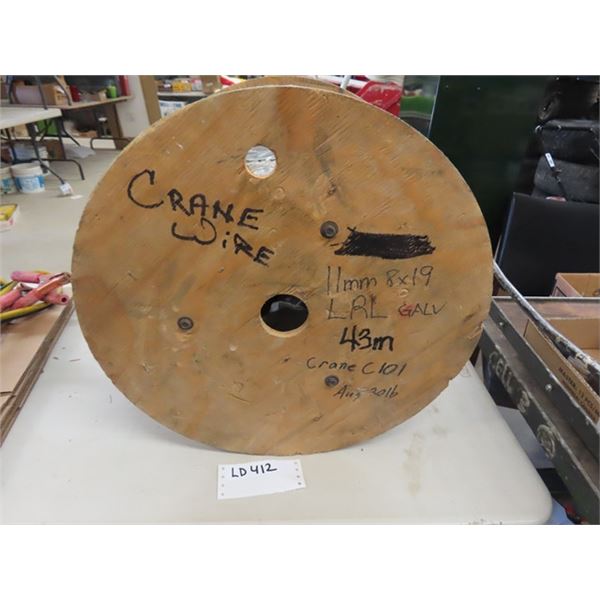 CRANE
WIRE
11mm 8x19
LRL GALV
43m
Crane C101
Aug 2016
LD412